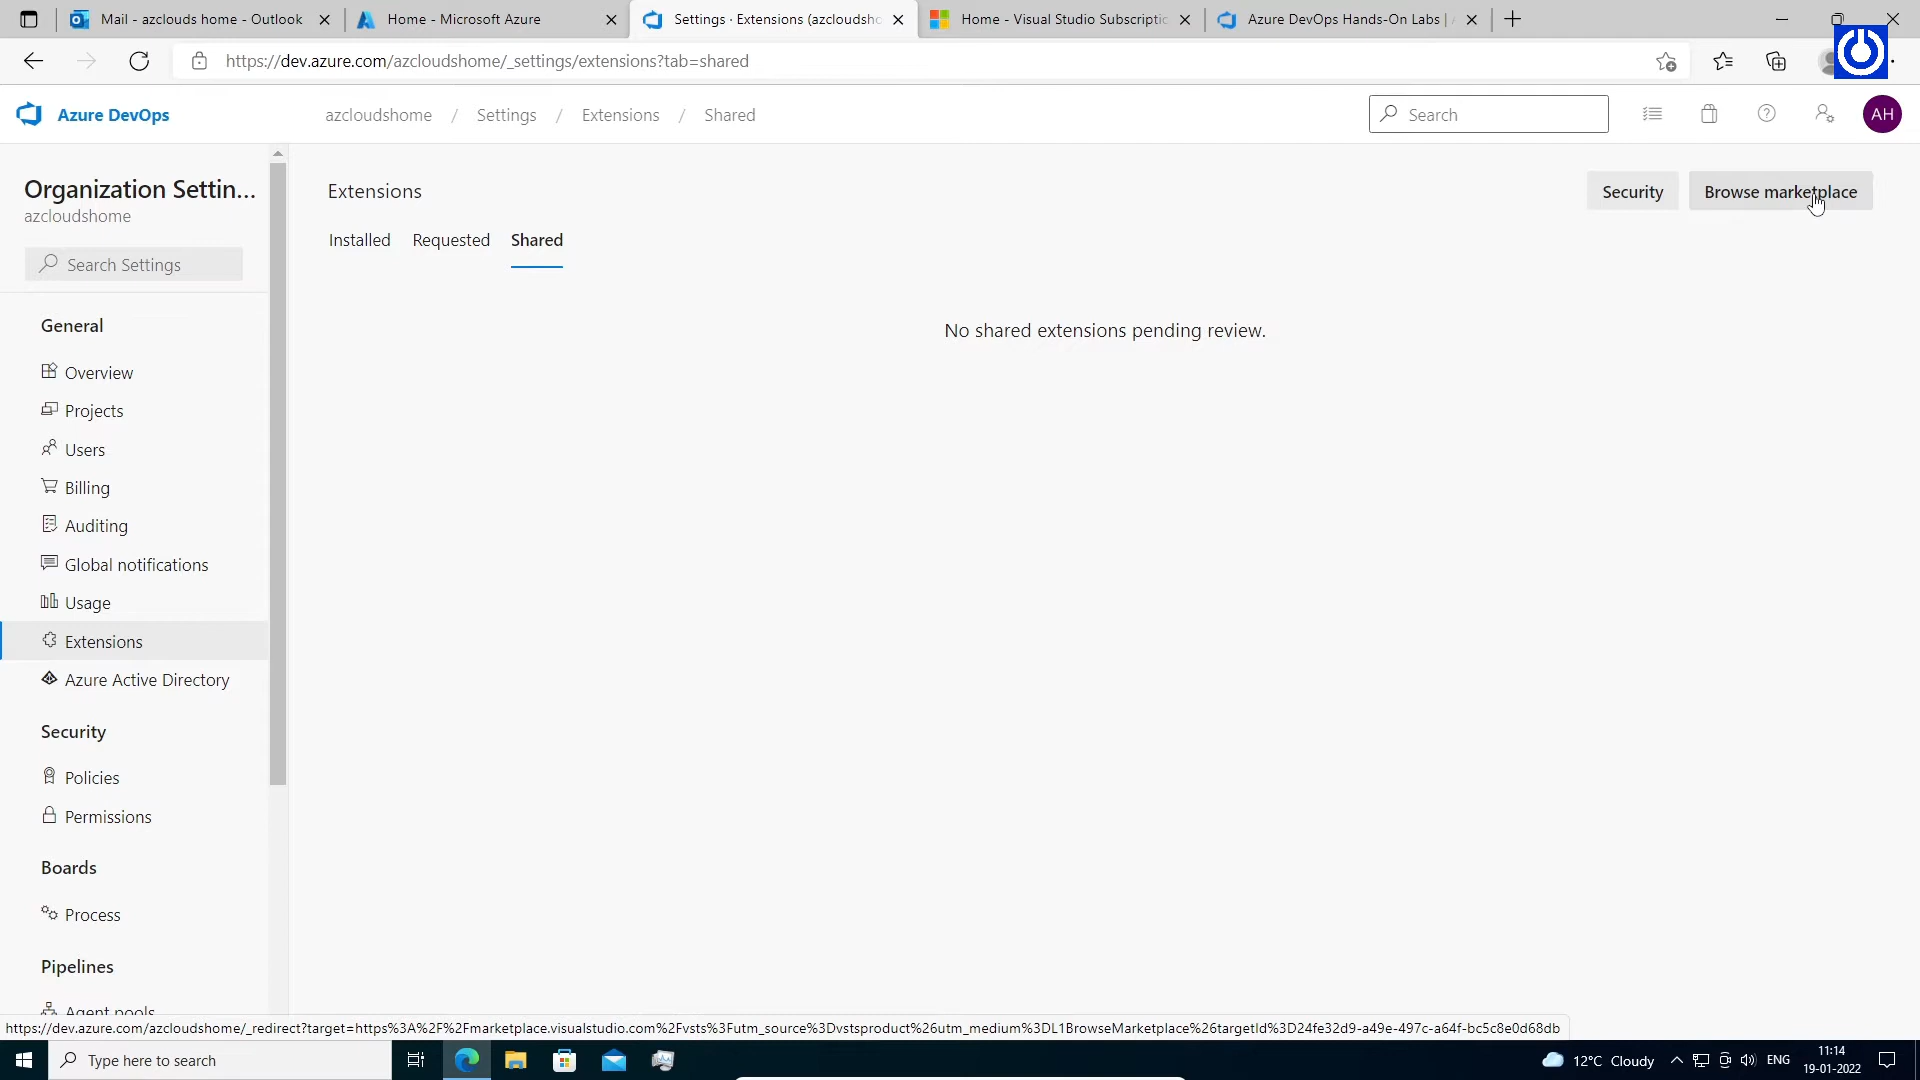 Mail - azclouds home - Outlook
Home - Microsoft Azure
Settings · Extensions (azcloudsho
Home - Visual Studio Subscriptio
Azure DevOps Hands-On Labs |
https://dev.azure.com/azcloudshome/_settings/extensions?tab=shared
Azure DevOps
azcloudshome / Settings / Extensions / Shared
Search
AH
Organization Settin...
azcloudshome
Search Settings
General
Overview
Projects
Users
Billing
Auditing
Global notifications
Usage
Extensions
Azure Active Directory
Security
Policies
Permissions
Boards
Process
Pipelines
Agent pools
Extensions
Security
Browse marketplace
Installed
Requested
Shared
No shared extensions pending review.
https://dev.azure.com/azcloudshome/_redirect?target=https%3A%2F%2Fmarketplace.visualstudio.com%2Fvsts%3Futm_source%3Dvstsproduct%26utm_medium%3DL1BrowseMarketplace%26targetId%3D24fe32d9-a49e-497c-a64f-bc5c8e0d68db
Type here to search
12°C Cloudy
ENG
11:14
19-01-2022